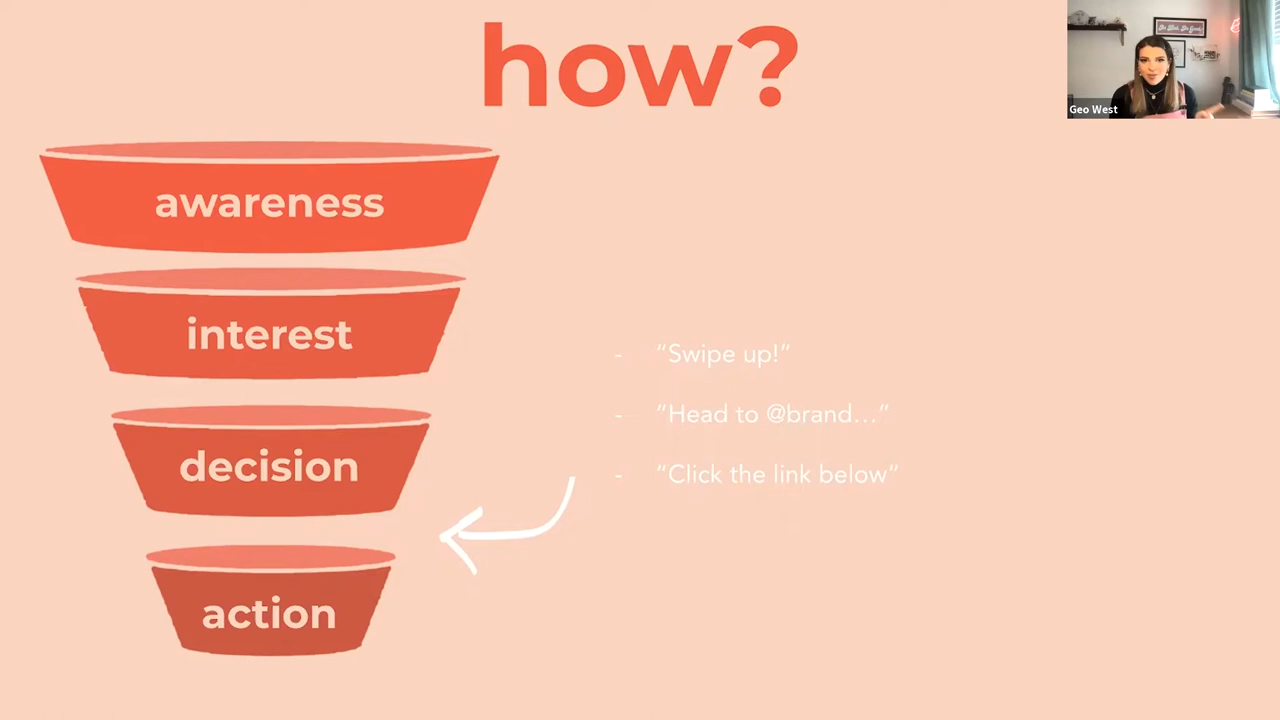 how?
Geo West
awareness
interest
decision
action
- “Swipe up!”
- “Head to @brand...”
- “Click the link below”